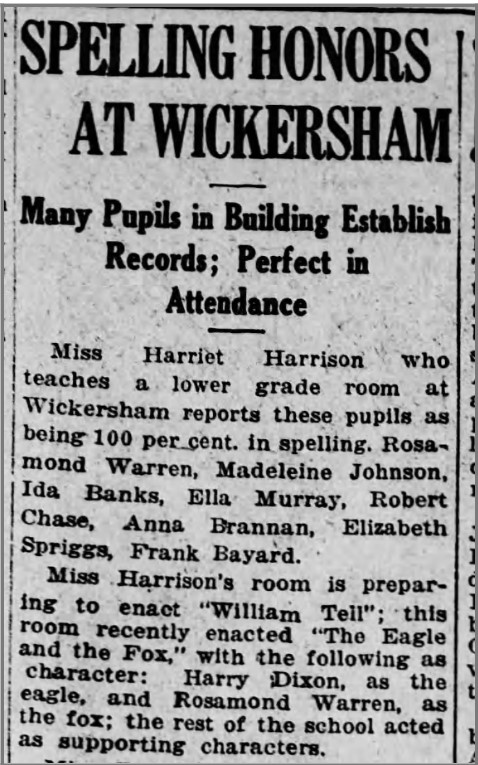 SPELLING HONORS
AT WICKERSHAM
Many Pupils in Building Establish
Records; Perfect in
Attendance
Miss Harriet Harrison who
teaches a lower grade room at
Wickersham reports these pupils as
being 100 per cent. in spelling. Rosa-
mond Warren, Madeleine Johnson,
Ida Banks, Ella Murray, Robert
Chase, Anna Brannan, Elizabeth
Spriggs, Frank Bayard.
Miss Harrison's room is prepar-
ing to enact "William Tell"; this
room recently enacted "The Eagle
and the Fox," with the following as
character: Harry Dixon, as the
eagle, and Rosamond Warren, as
the fox; the rest of the school acted
as supporting characters.